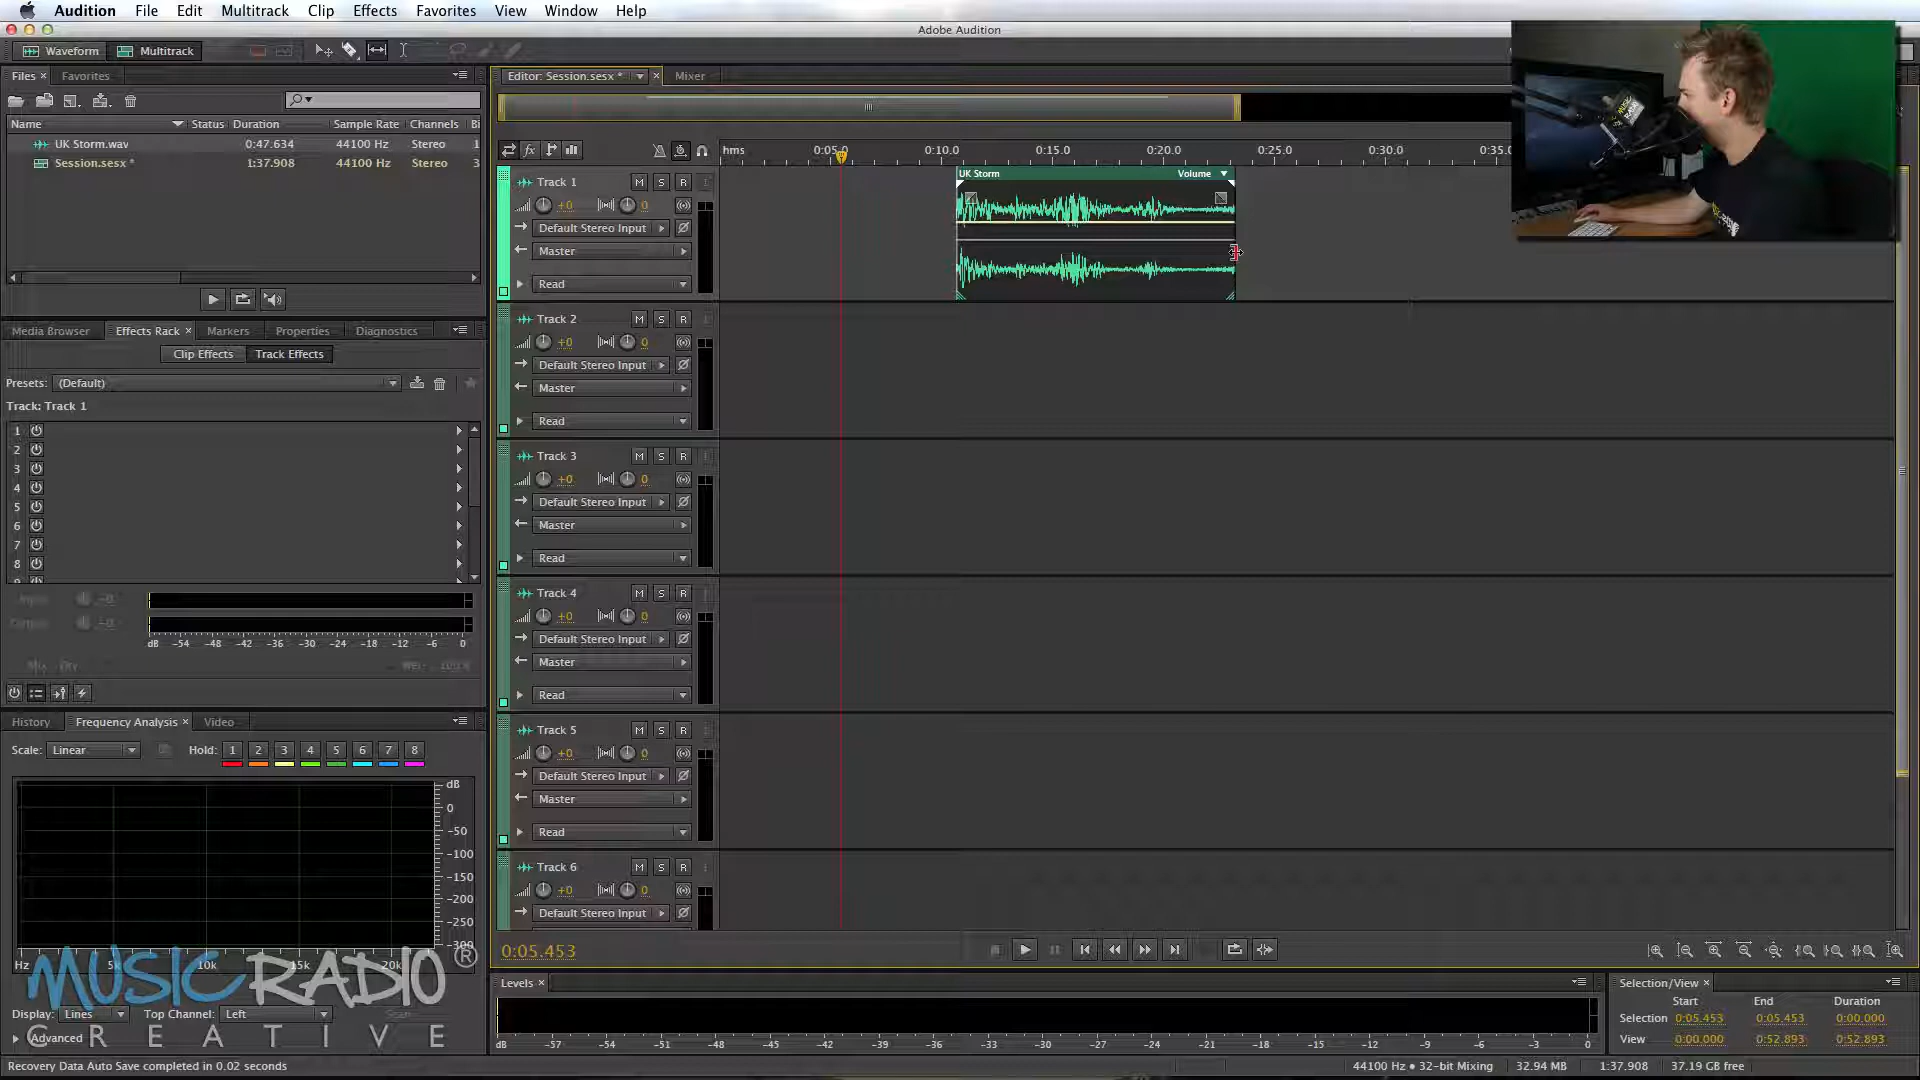 Audition File Edit Multitrack Clip Effects Favorites View Window Help
Adobe Audition
Waveform Multitrack
Files × Favorites
Editor: Session.sesx * × Mixer
Name Status Duration Sample Rate Channels Bi
UK Storm.wav 0:47.634 44100 Hz Stereo 1
Session.sesx * 1:37.908 44100 Hz Stereo 3
hms 0:05.0 0:10.0 0:15.0 0:20.0 0:25.0 0:30.0 0:35.0
UK Storm Volume
Track 1 M S R
+0 0
Default Stereo Input
Master
Read
Track 2 M S R
+0 0
Default Stereo Input
Master
Read
Track 3 M S R
+0 0
Default Stereo Input
Master
Read
Track 4 M S R
+0 0
Default Stereo Input
Master
Read
Track 5 M S R
+0 0
Default Stereo Input
Master
Read
Track 6 M S R
+0 0
Default Stereo Input
Media Browser Effects Rack × Markers Properties Diagnostics
Clip Effects Track Effects
Presets: (Default)
Track: Track 1
1
2
3
4
5
6
7
8
dB -54 -48 -42 -36 -30 -24 -18 -12 -6 0
History Frequency Analysis × Video
Scale: Linear Hold: 1 2 3 4 5 6 7 8
dB
0
-50
-100
-150
-200
-250
-300
Hz 5k 10k 15k 20k
MUSIC RADIO ®
CREATIVE
Display: Lines Top Channel: Left Scan
Advanced
0:05.453
Levels ×
dB -57 -54 -51 -48 -45 -42 -39 -36 -33 -30 -27 -24 -21 -18 -15 -12 -9 -6 -3 0
Selection/View ×
Start End Duration
Selection 0:05.453 0:05.453 0:00.000
View 0:00.000 0:52.893 0:52.893
Recovery Data Auto Save completed in 0.02 seconds
44100 Hz • 32-bit Mixing 32.94 MB 1:37.908 37.19 GB free